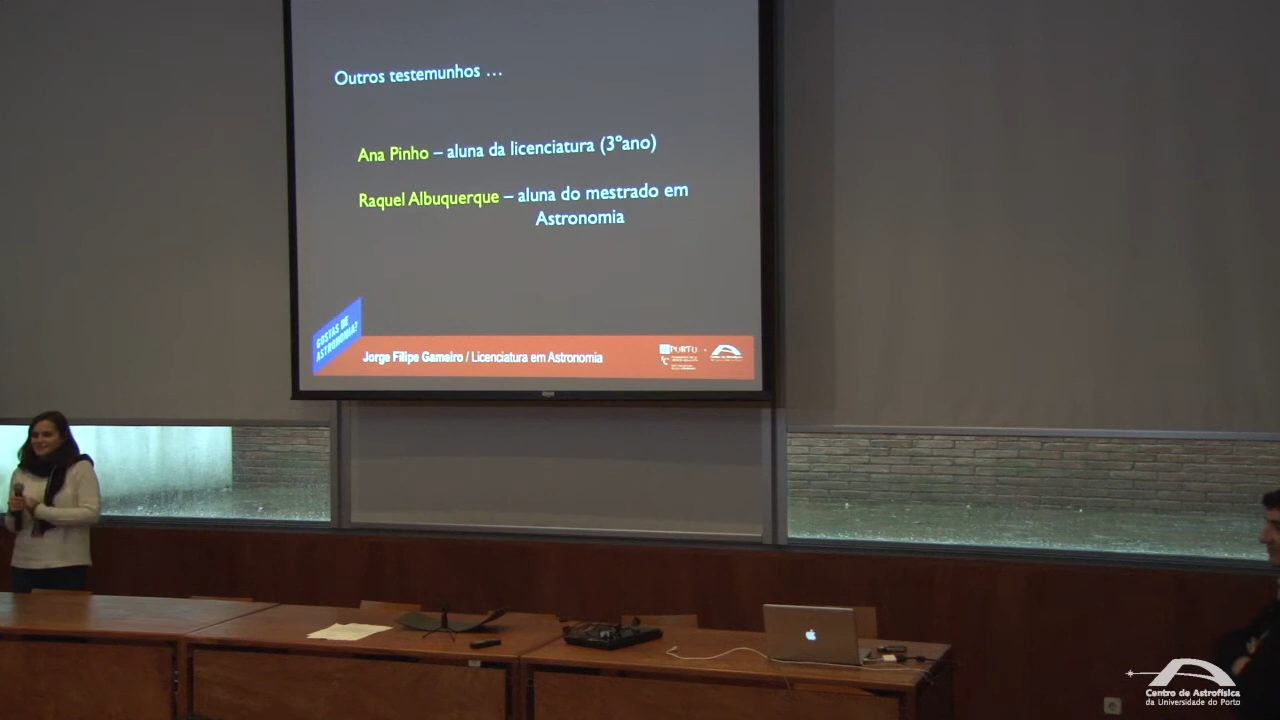 Outros testemunhos …
Ana Pinho – aluna da licenciatura (3ºano)
Raquel Albuquerque – aluna do mestrado em
Astronomia
GOSTAS DE
ASTRONOMIA?
Jorge Filipe Gameiro / Licenciatura em Astronomia
PORTO
Centro de Astrofísica
da Universidade do Porto